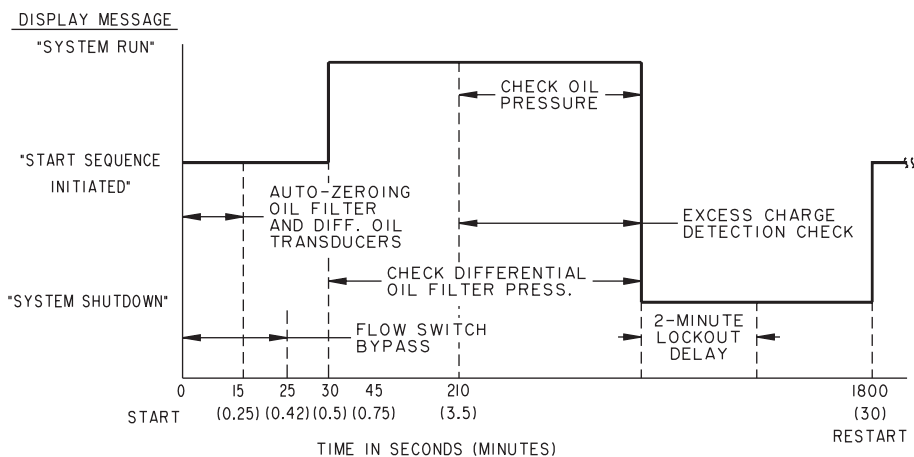 DISPLAY MESSAGE
"SYSTEM RUN"
CHECK OIL
PRESSURE
"START SEQUENCE
INITIATED"
AUTO-ZEROING
OIL FILTER
AND DIFF. OIL
TRANSDUCERS
EXCESS CHARGE
DETECTION CHECK
CHECK DIFFERENTIAL
OIL FILTER PRESS.
"SYSTEM SHUTDOWN"
FLOW SWITCH
BYPASS
2-MINUTE
LOCKOUT
DELAY
0 15 25 30 45 210 1800
START (0.25) (0.42) (0.5) (0.75) (3.5) (30)
RESTART
TIME IN SECONDS (MINUTES)